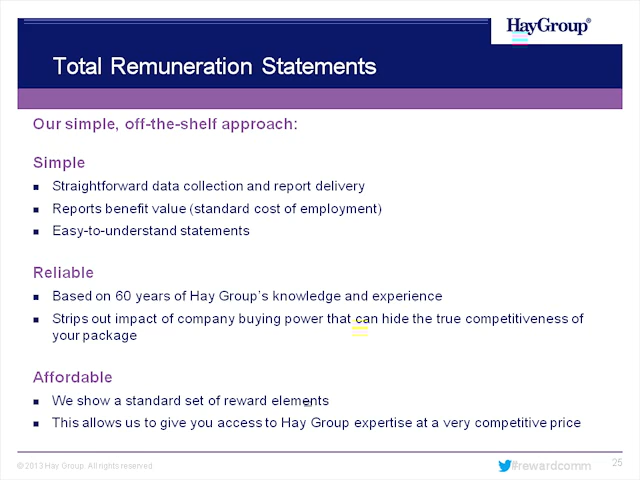 HayGroup®
Total Remuneration Statements
Our simple, off-the-shelf approach:
Simple
Straightforward data collection and report delivery
Reports benefit value (standard cost of employment)
Easy-to-understand statements
Reliable
Based on 60 years of Hay Group's knowledge and experience
Strips out impact of company buying power that can hide the true competitiveness of
your package
Affordable
We show a standard set of reward elements
This allows us to give you access to Hay Group expertise at a very competitive price
© 2013 Hay Group. All rights reserved
#rewardcomm
25